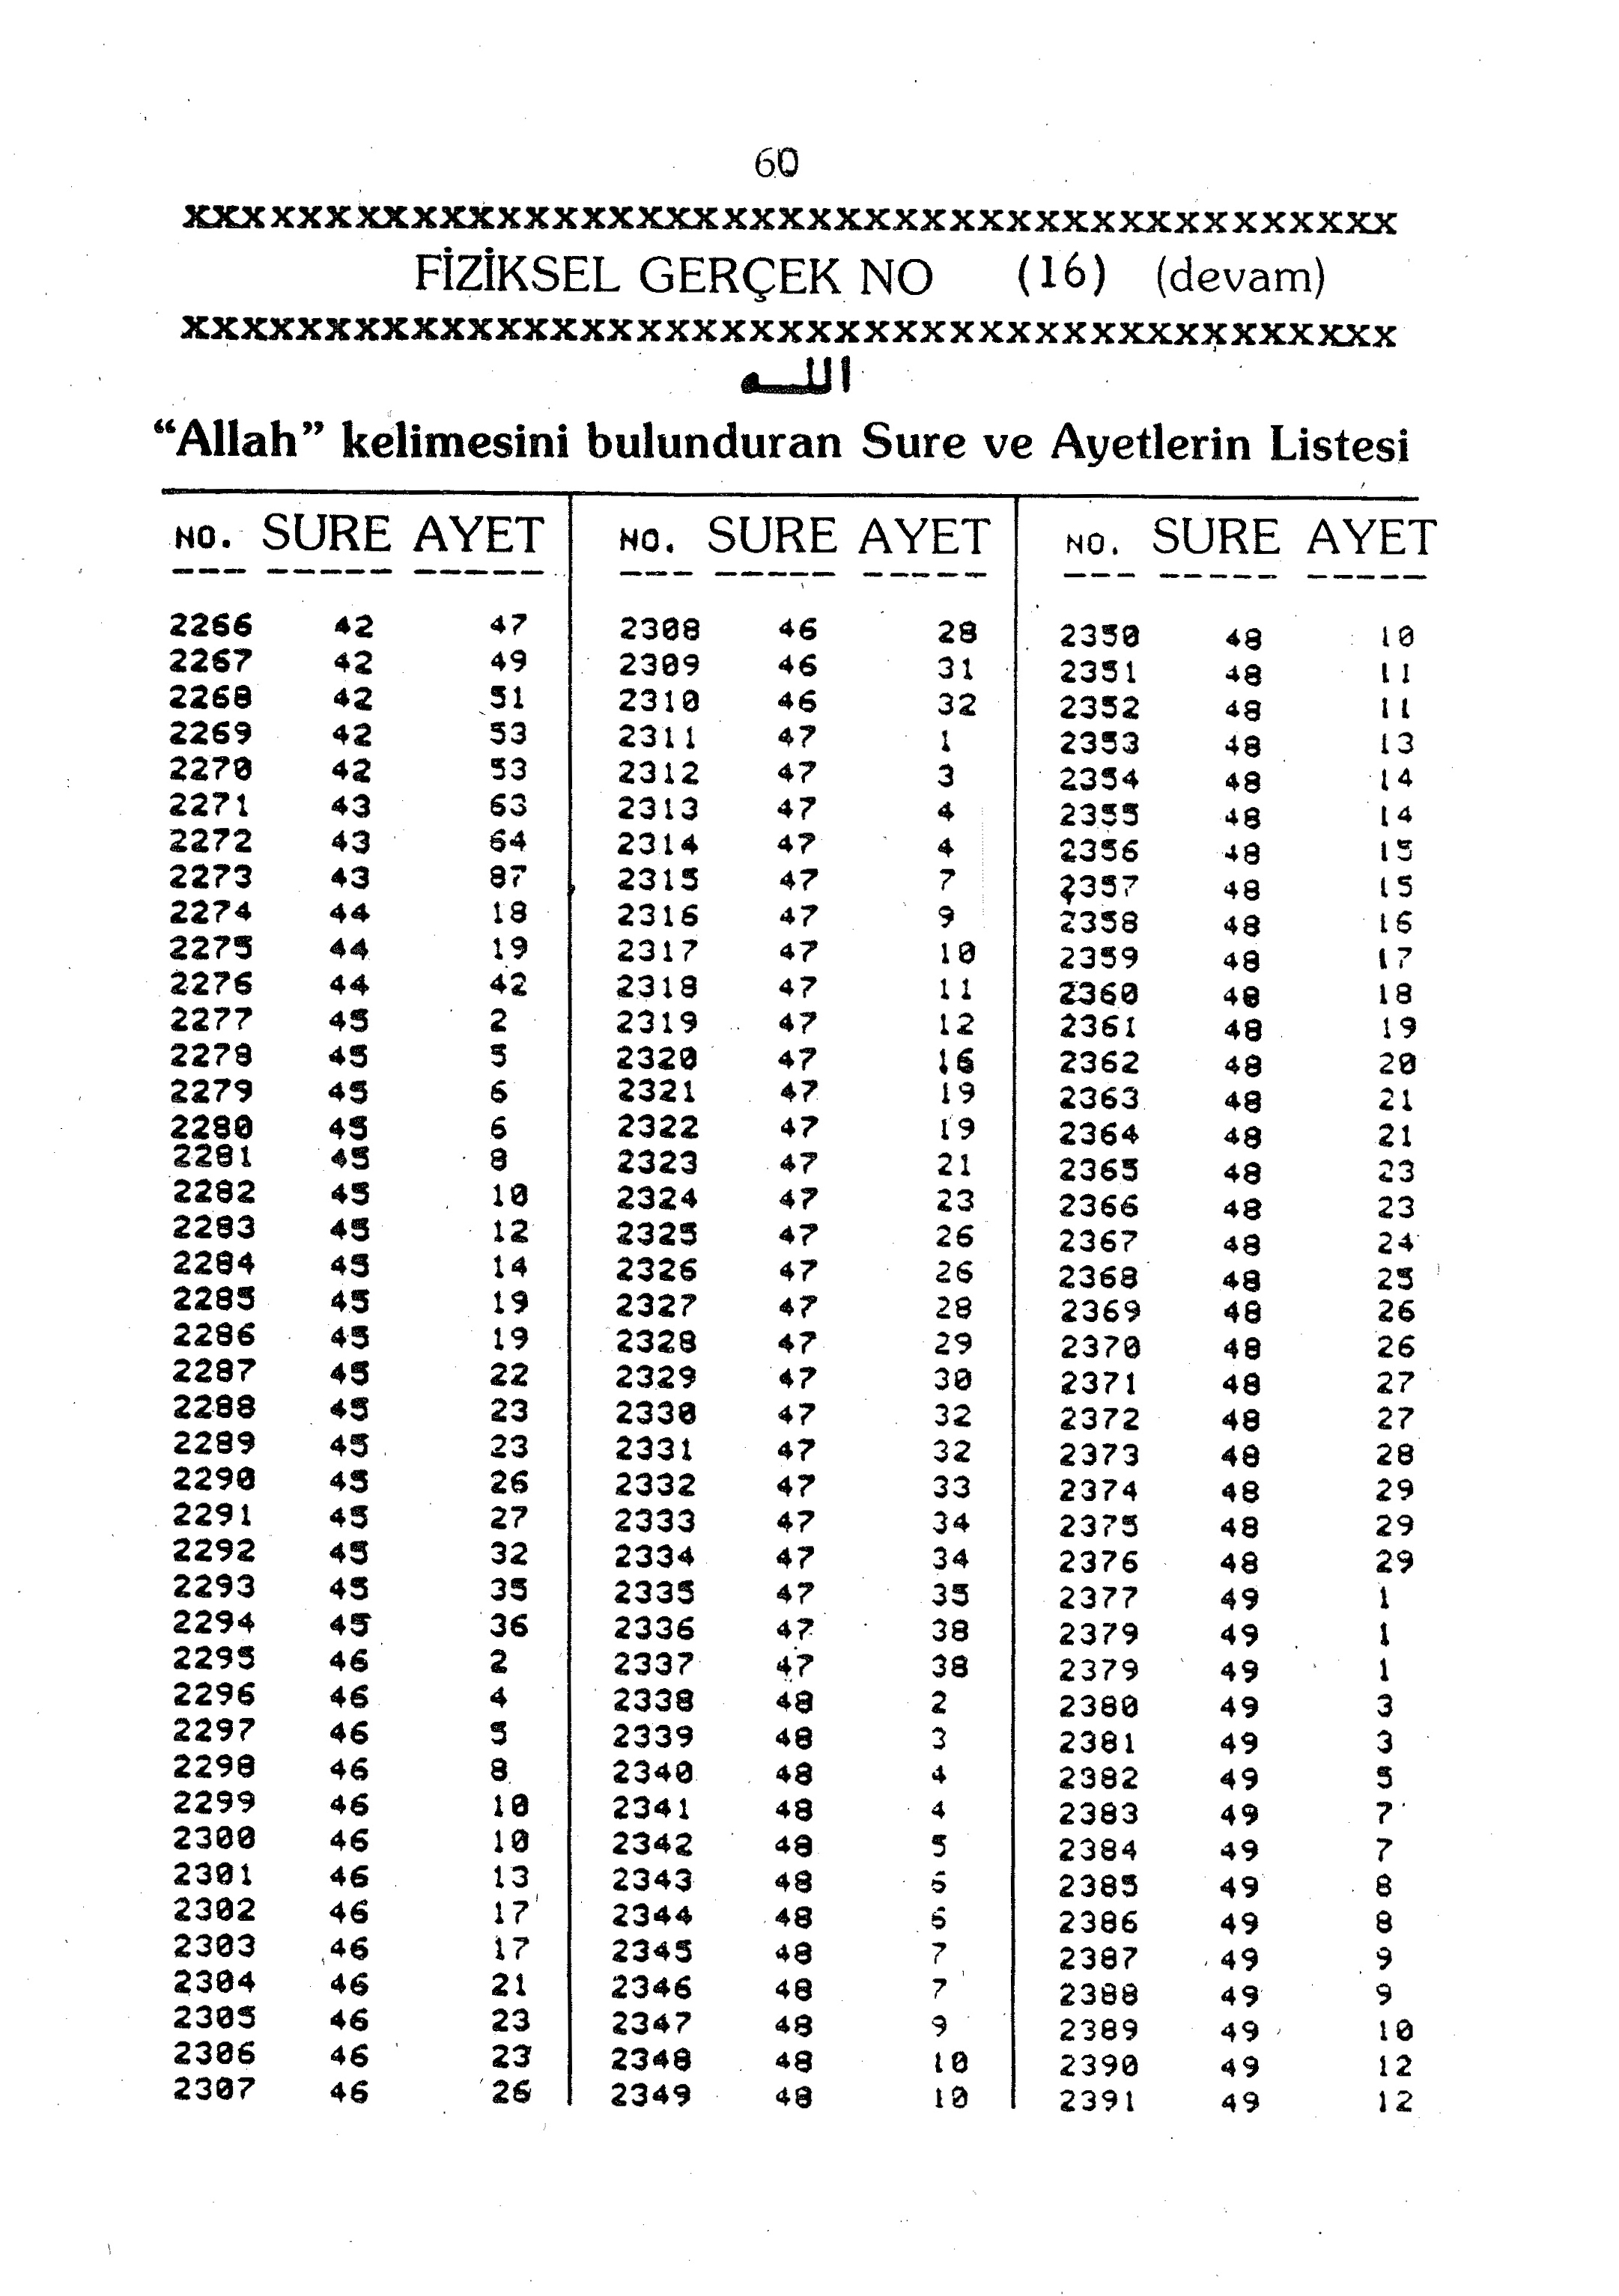 60
XXXXXXXXXXXXXXXXXXXXXXXXXXXXXXXXXXXXXXXXXXX
FİZİKSEL GERÇEK NO (16) (devam)
XXXXXXXXXXXXXXXXXXXXXXXXXXXXXXXXXXXXXXXXXXX
اللـه
“Allah” kelimesini bulunduran Sure ve Ayetlerin Listesi
NO. SURE AYET NO. SURE AYET NO. SURE AYET
--- ----- ----- --- ----- ----- --- ----- -----
2266 42 47 2308 46 28 2350 48 10
2267 42 49 2309 46 31 2351 48 11
2268 42 51 2310 46 32 2352 48 11
2269 42 53 2311 47 1 2353 48 13
2270 42 53 2312 47 3 2354 48 14
2271 43 63 2313 47 4 2355 48 14
2272 43 64 2314 47 4 2356 48 15
2273 43 87 2315 47 7 2357 48 15
2274 44 18 2316 47 9 2358 48 16
2275 44 19 2317 47 10 2359 48 17
2276 44 42 2318 47 11 2360 48 18
2277 45 2 2319 47 12 2361 48 19
2278 45 5 2320 47 16 2362 48 20
2279 45 6 2321 47 19 2363 48 21
2280 45 6 2322 47 19 2364 48 21
2281 45 8 2323 47 21 2365 48 23
2282 45 10 2324 47 23 2366 48 23
2283 45 12 2325 47 26 2367 48 24
2284 45 14 2326 47 26 2368 48 25
2285 45 19 2327 47 28 2369 48 26
2286 45 19 2328 47 29 2370 48 26
2287 45 22 2329 47 30 2371 48 27
2288 45 23 2330 47 32 2372 48 27
2289 45 23 2331 47 32 2373 48 28
2290 45 26 2332 47 33 2374 48 29
2291 45 27 2333 47 34 2375 48 29
2292 45 32 2334 47 34 2376 48 29
2293 45 35 2335 47 35 2377 49 1
2294 45 36 2336 47 38 2379 49 1
2295 46 2 2337 47 38 2379 49 1
2296 46 4 2338 48 2 2380 49 3
2297 46 5 2339 48 3 2381 49 3
2298 46 8 2340 48 4 2382 49 5
2299 46 10 2341 48 4 2383 49 7
2300 46 10 2342 48 5 2384 49 7
2301 46 13 2343 48 6 2385 49 8
2302 46 17 2344 48 6 2386 49 8
2303 46 17 2345 48 7 2387 49 9
2304 46 21 2346 48 7 2388 49 9
2305 46 23 2347 48 9 2389 49 10
2306 46 23 2348 48 10 2390 49 12
2307 46 26 2349 48 10 2391 49 12